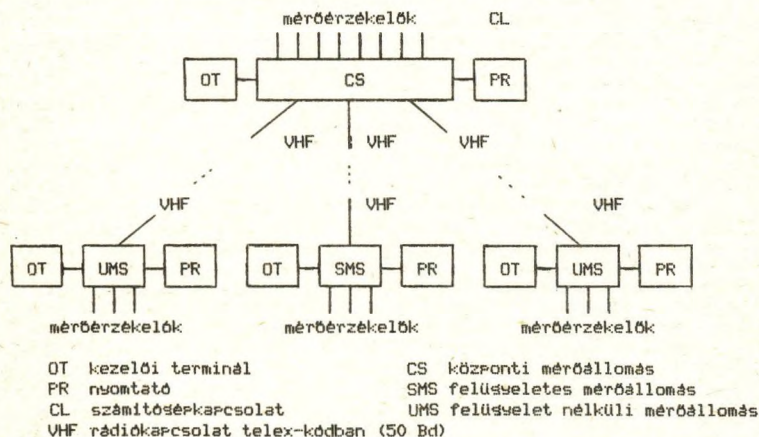 mérőérzékelők CL
OT CS PR
VHF VHF VHF
VHF VHF VHF
OT UMS PR OT SMS PR OT UMS PR
mérőérzékelők mérőérzékelők mérőérzékelők
OT kezelői terminál CS központi mérőállomás
PR nyomtató SMS felügyeletes mérőállomás
CL számítógépkapcsolat UMS felügyelet nélküli mérőállomás
VHF rádiókapcsolat telex-kódban (50 Bd)